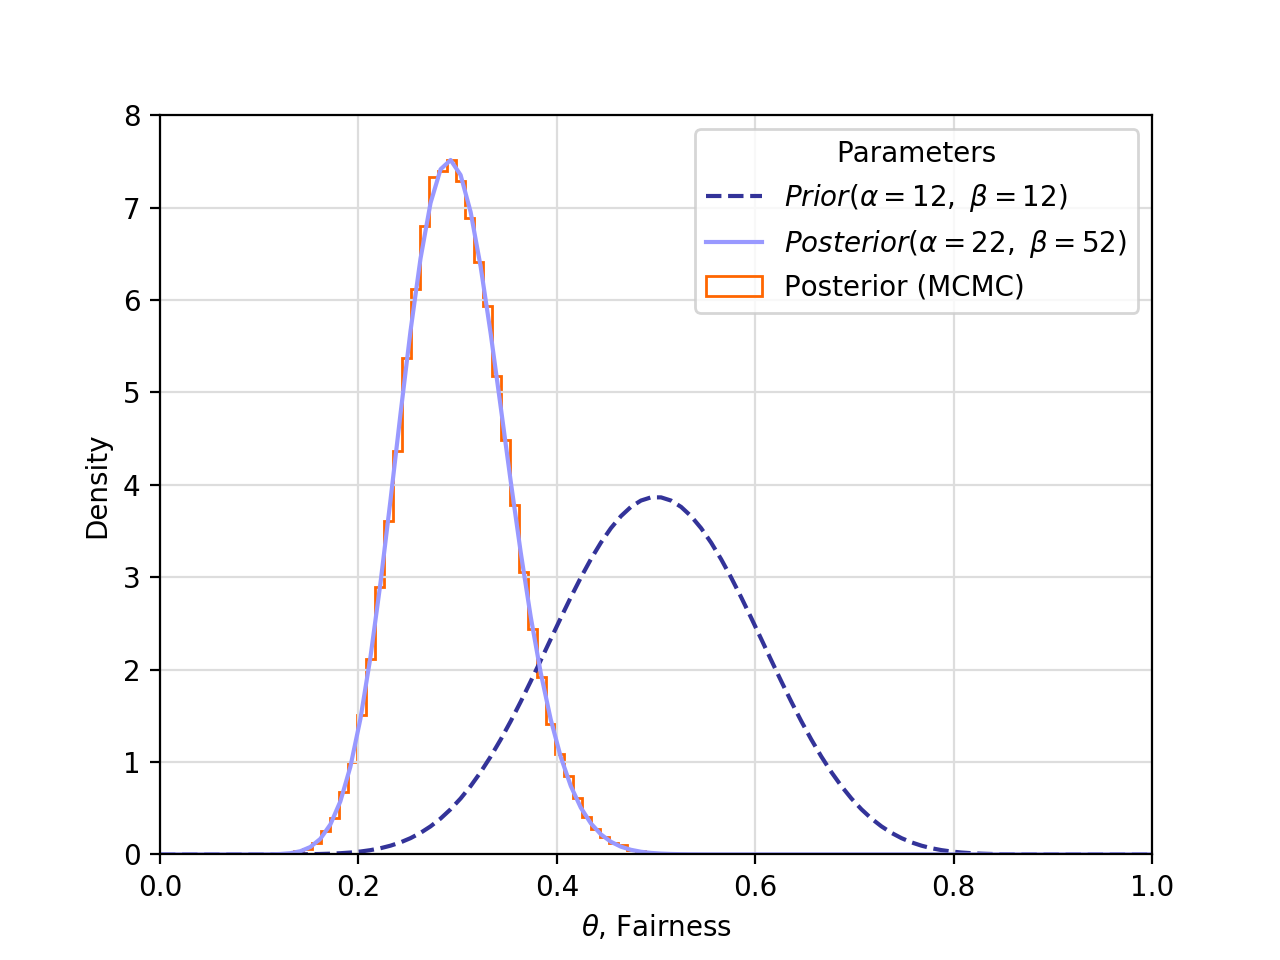 Parameters
Prior(α = 12, β = 12)
Posterior(α = 22, β = 52)
Posterior (MCMC)
8
7
6
5
4
3
2
1
0
Density
0.0 0.2 0.4 0.6 0.8 1.0
θ, Fairness